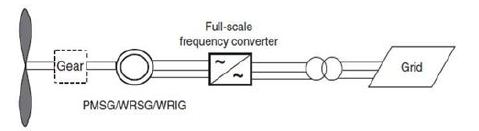 Full-scale
frequency converter
Gear
~
~
Grid
PMSG/WRSG/WRIG